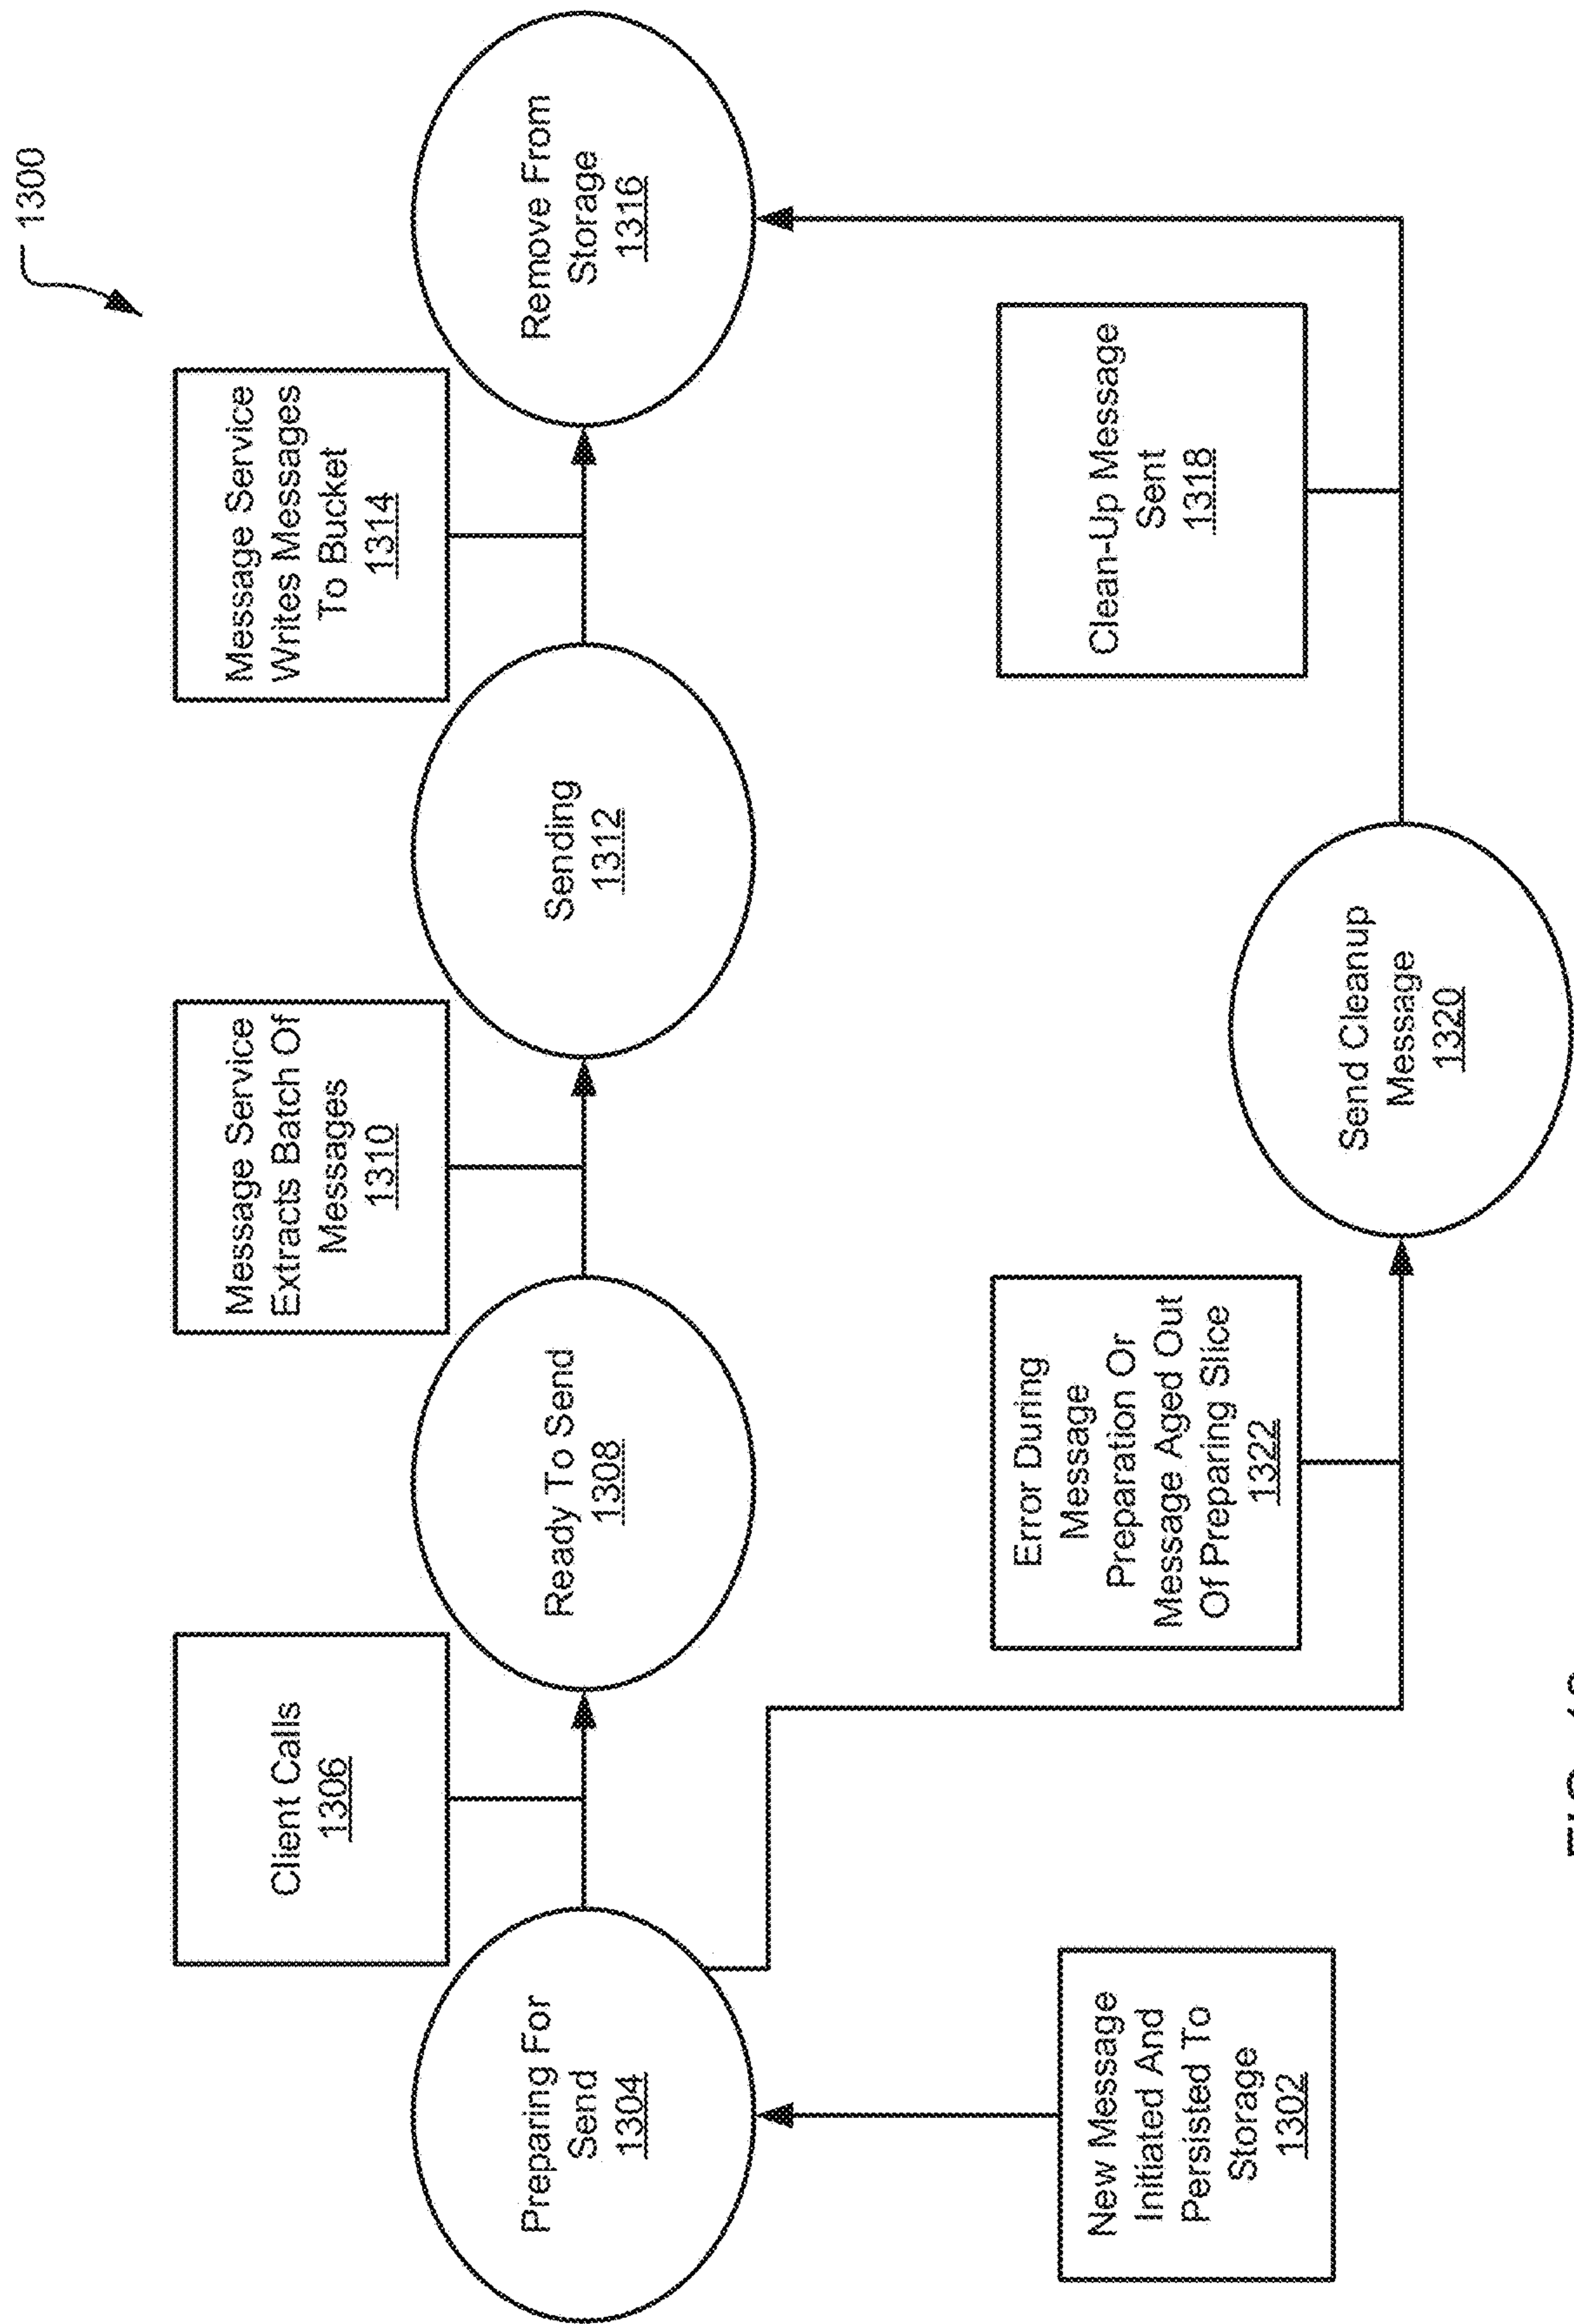 1300
Client Calls
1306
Message Service
Extracts Batch Of
Messages
1310
Message Service
Writes Messages
To Bucket
1314
Preparing For
Send
1304
Ready To Send
1308
Sending
1312
Remove From
Storage
1316
New Message
Initiated And
Persisted To
Storage
1302
Error During
Message
Preparation Or
Message Aged Out
Of Preparing Slice
1322
Clean-Up Message
Sent
1318
Send Cleanup
Message
1320